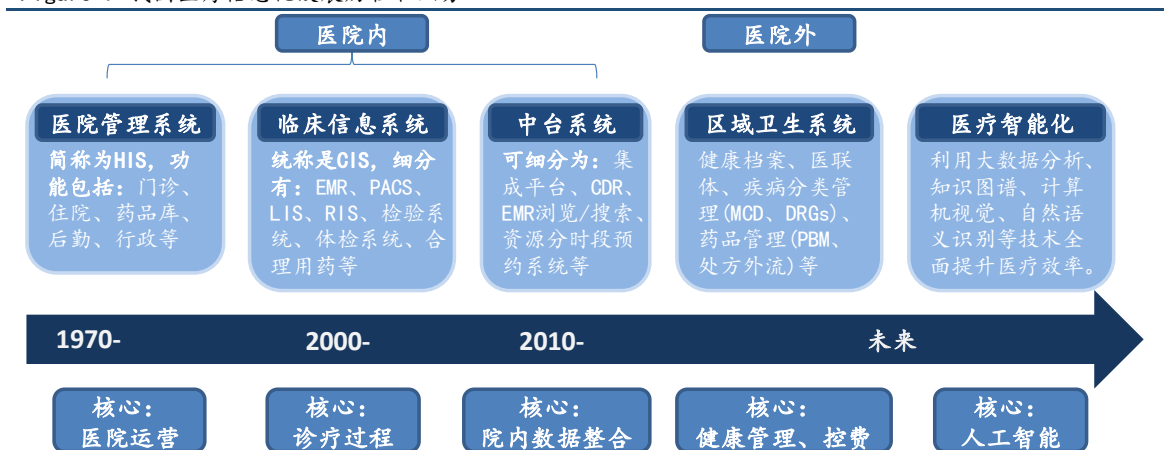 医院内
医院外
医院管理系统
简称为HIS，功
能包括：门诊、
住院、药品库、
后勤、行政等
临床信息系统
统称是CIS，细分
有：EMR、PACS、
LIS、RIS、检验系
统、体检系统、合
理用药等
中台系统
可细分为：集
成平台、CDR、
EMR浏览/搜索、
资源分时段预
约系统等
区域卫生系统
健康档案、医联
体、疾病分类管
理(MCD、DRGs)、
药品管理(PBM、
处方外流)等
医疗智能化
利用大数据分析、
知识图谱、计算
机视觉、自然语
义识别等技术全
面提升医疗效率。
1970-
2000-
2010-
未来
核心：
医院运营
核心：
诊疗过程
核心：
院内数据整合
核心：
健康管理、控费
核心：
人工智能